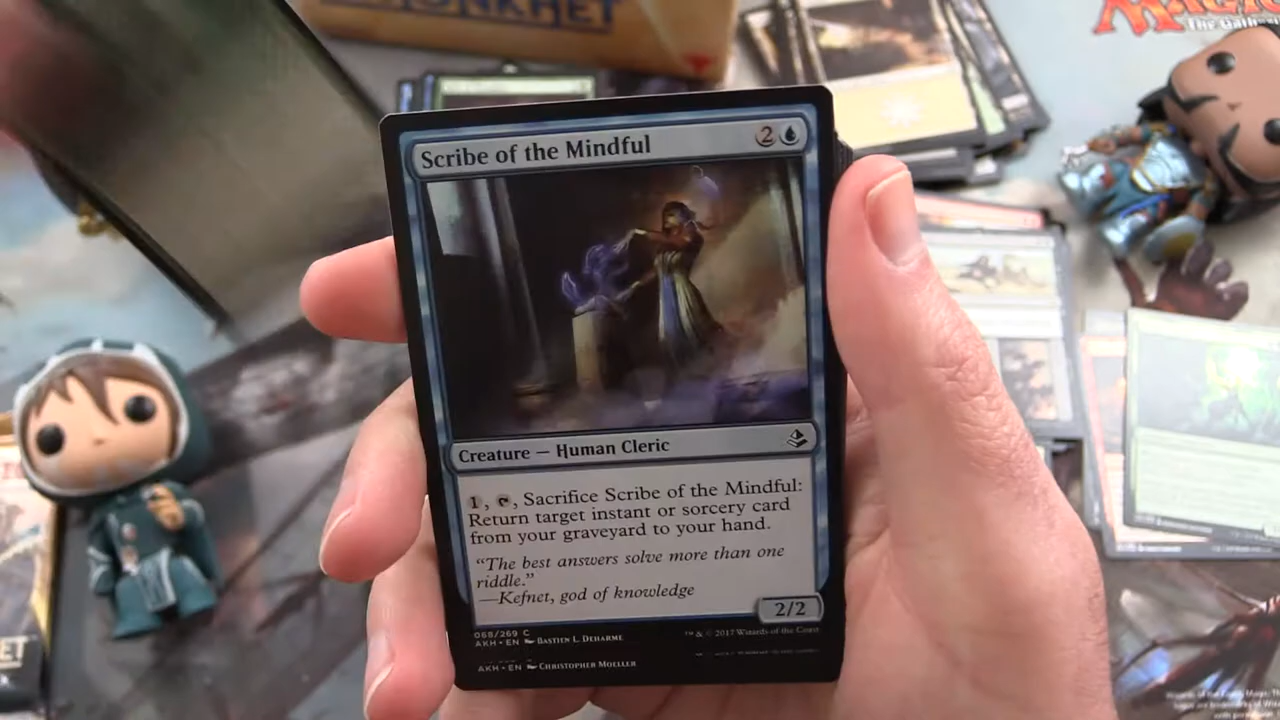 MAGIC
The Gath
Scribe of the Mindful
2
Creature — Human Cleric
1, , Sacrifice Scribe of the Mindful:
Return target instant or sorcery card
from your graveyard to your hand.
“The best answers solve more than one
riddle.”
—Kefnet, god of knowledge
2/2
068/269 C
AKH • EN Bastien L. Deharme
™ & © 2017 Wizards of the Coast
AKH • EN Christopher Moeller